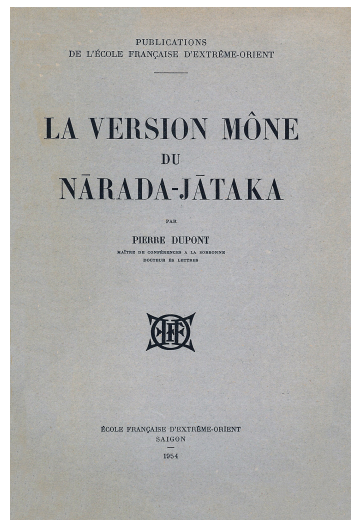 PUBLICATIONS
DE L'ÉCOLE FRANÇAISE D'EXTRÊME-ORIENT
LA VERSION MÔNE
DU
NĀRADA-JĀTAKA
PAR
PIERRE DUPONT
MAÎTRE DE CONFÉRENCES A LA SORBONNE
DOCTEUR ÈS LETTRES
ÉCOLE FRANÇAISE D'EXTRÊME-ORIENT
SAIGON
1954